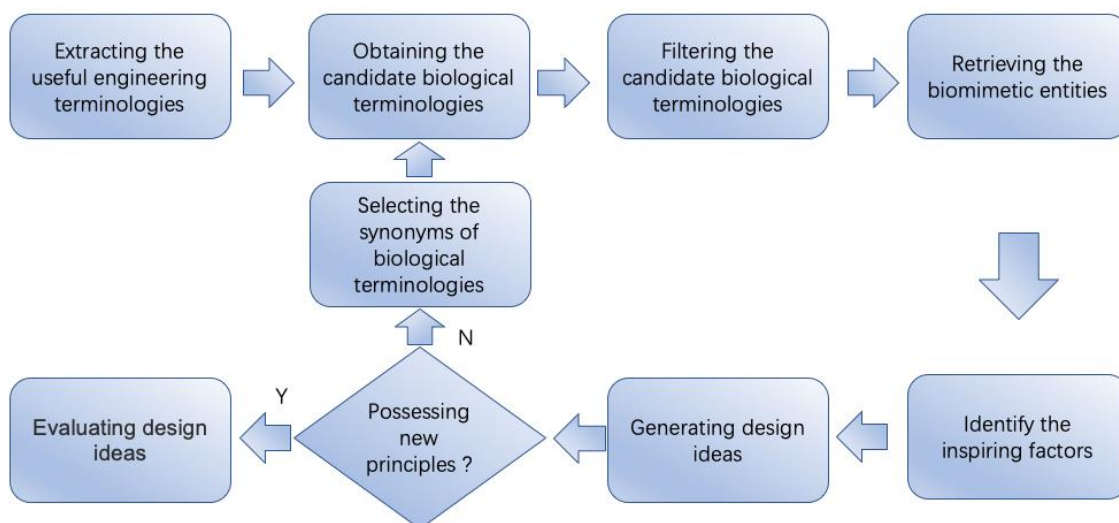 Extracting the
useful engineering
terminologies
Obtaining the
candidate biological
terminologies
Filtering the
candidate biological
terminologies
Retrieving the
biomimetic entities
Selecting the
synonyms of
biological
terminologies
N
Y
Evaluating design
ideas
Possessing
new
principles ?
Generating design
ideas
Identify the
inspiring factors